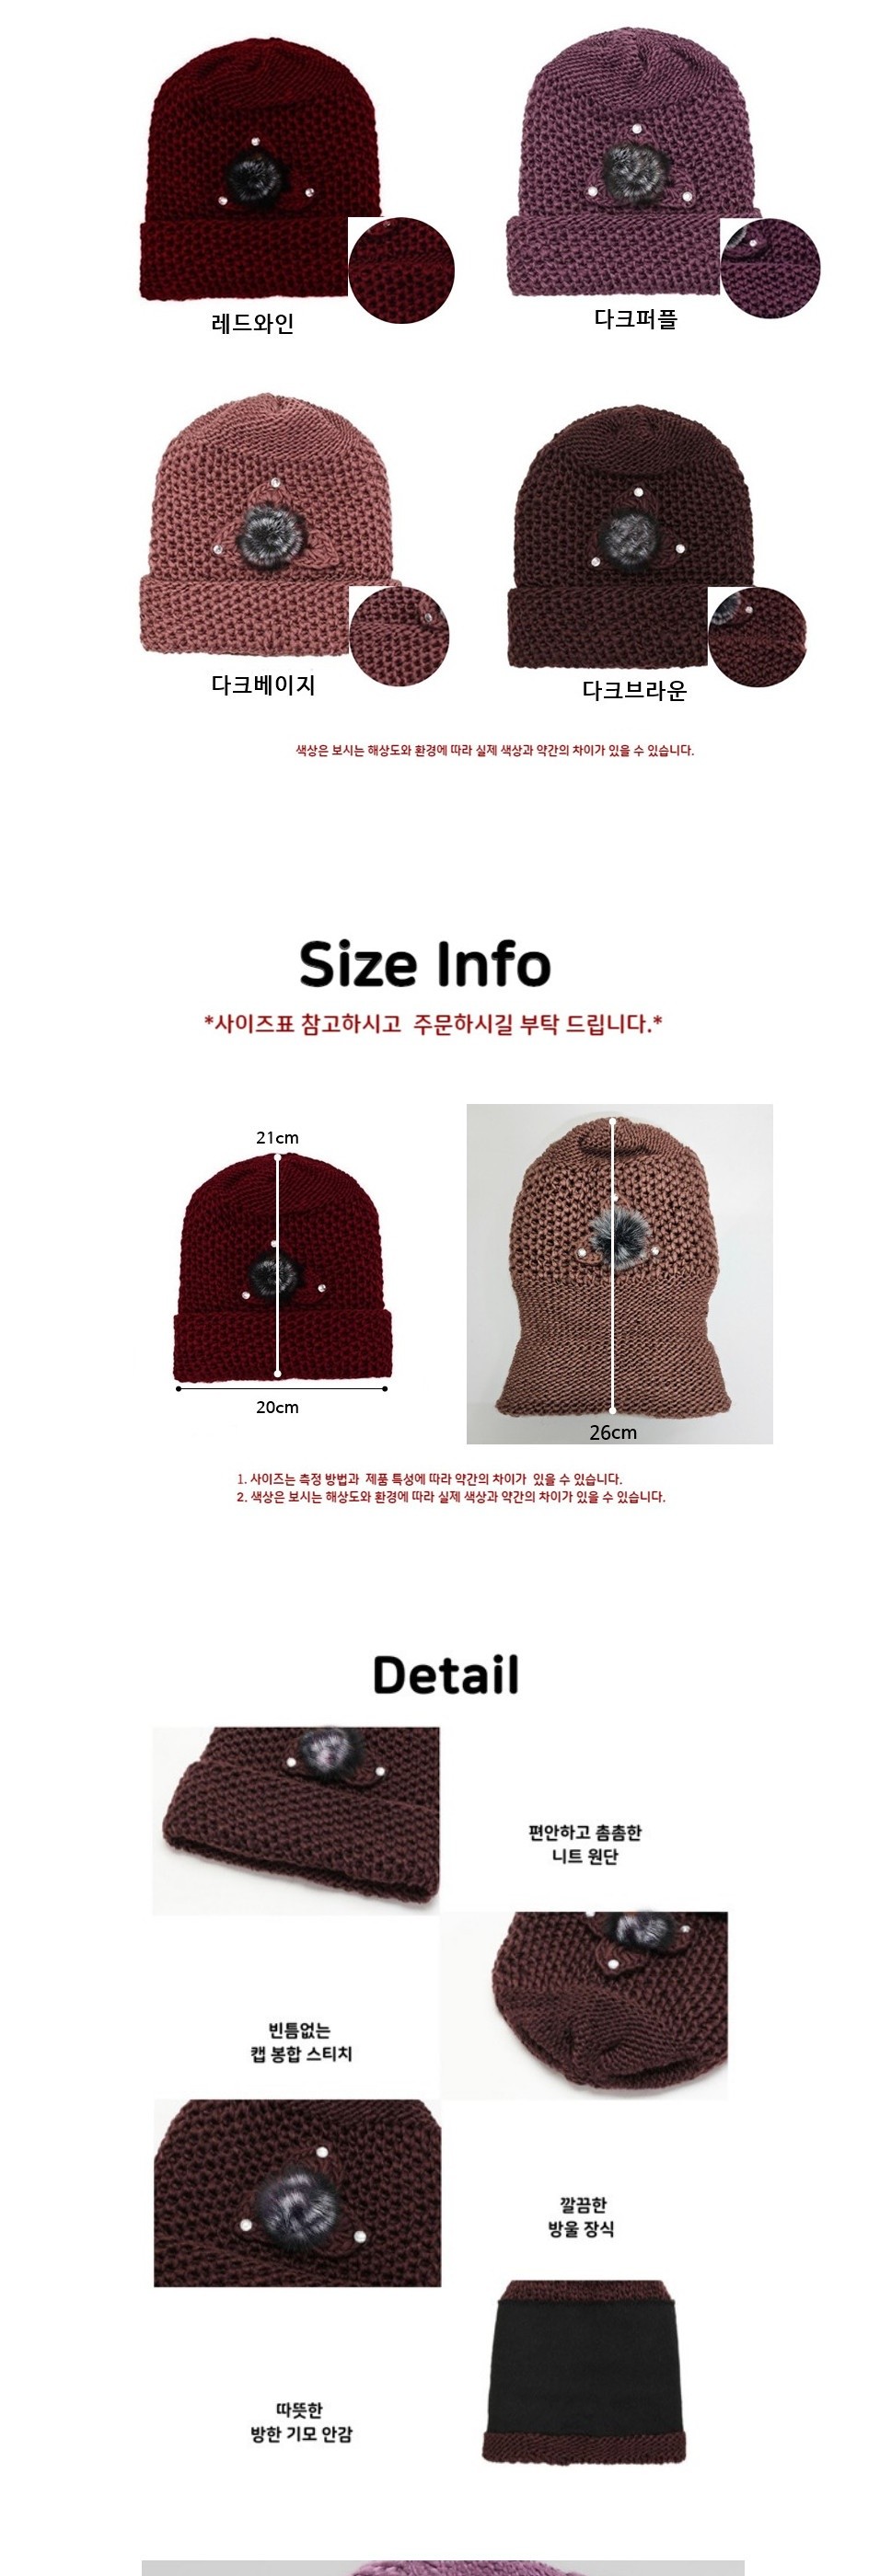 레드와인
다크퍼플
다크베이지
다크브라운
색상은 보시는 해상도와 환경에 따라 실제 색상과 약간의 차이가 있을 수 있습니다.
Size Info
*사이즈표 참고하시고 주문하시길 부탁 드립니다.*
21cm
20cm
26cm
1. 사이즈는 측정 방법과 제품 특성에 따라 약간의 차이가 있을 수 있습니다.
2. 색상은 보시는 해상도와 환경에 따라 실제 색상과 약간의 차이가 있을 수 있습니다.
Detail
편안하고 촘촘한
니트 원단
빈틈없는
캡 봉합 스티치
깔끔한
방울 장식
따뜻한
방한 기모 안감